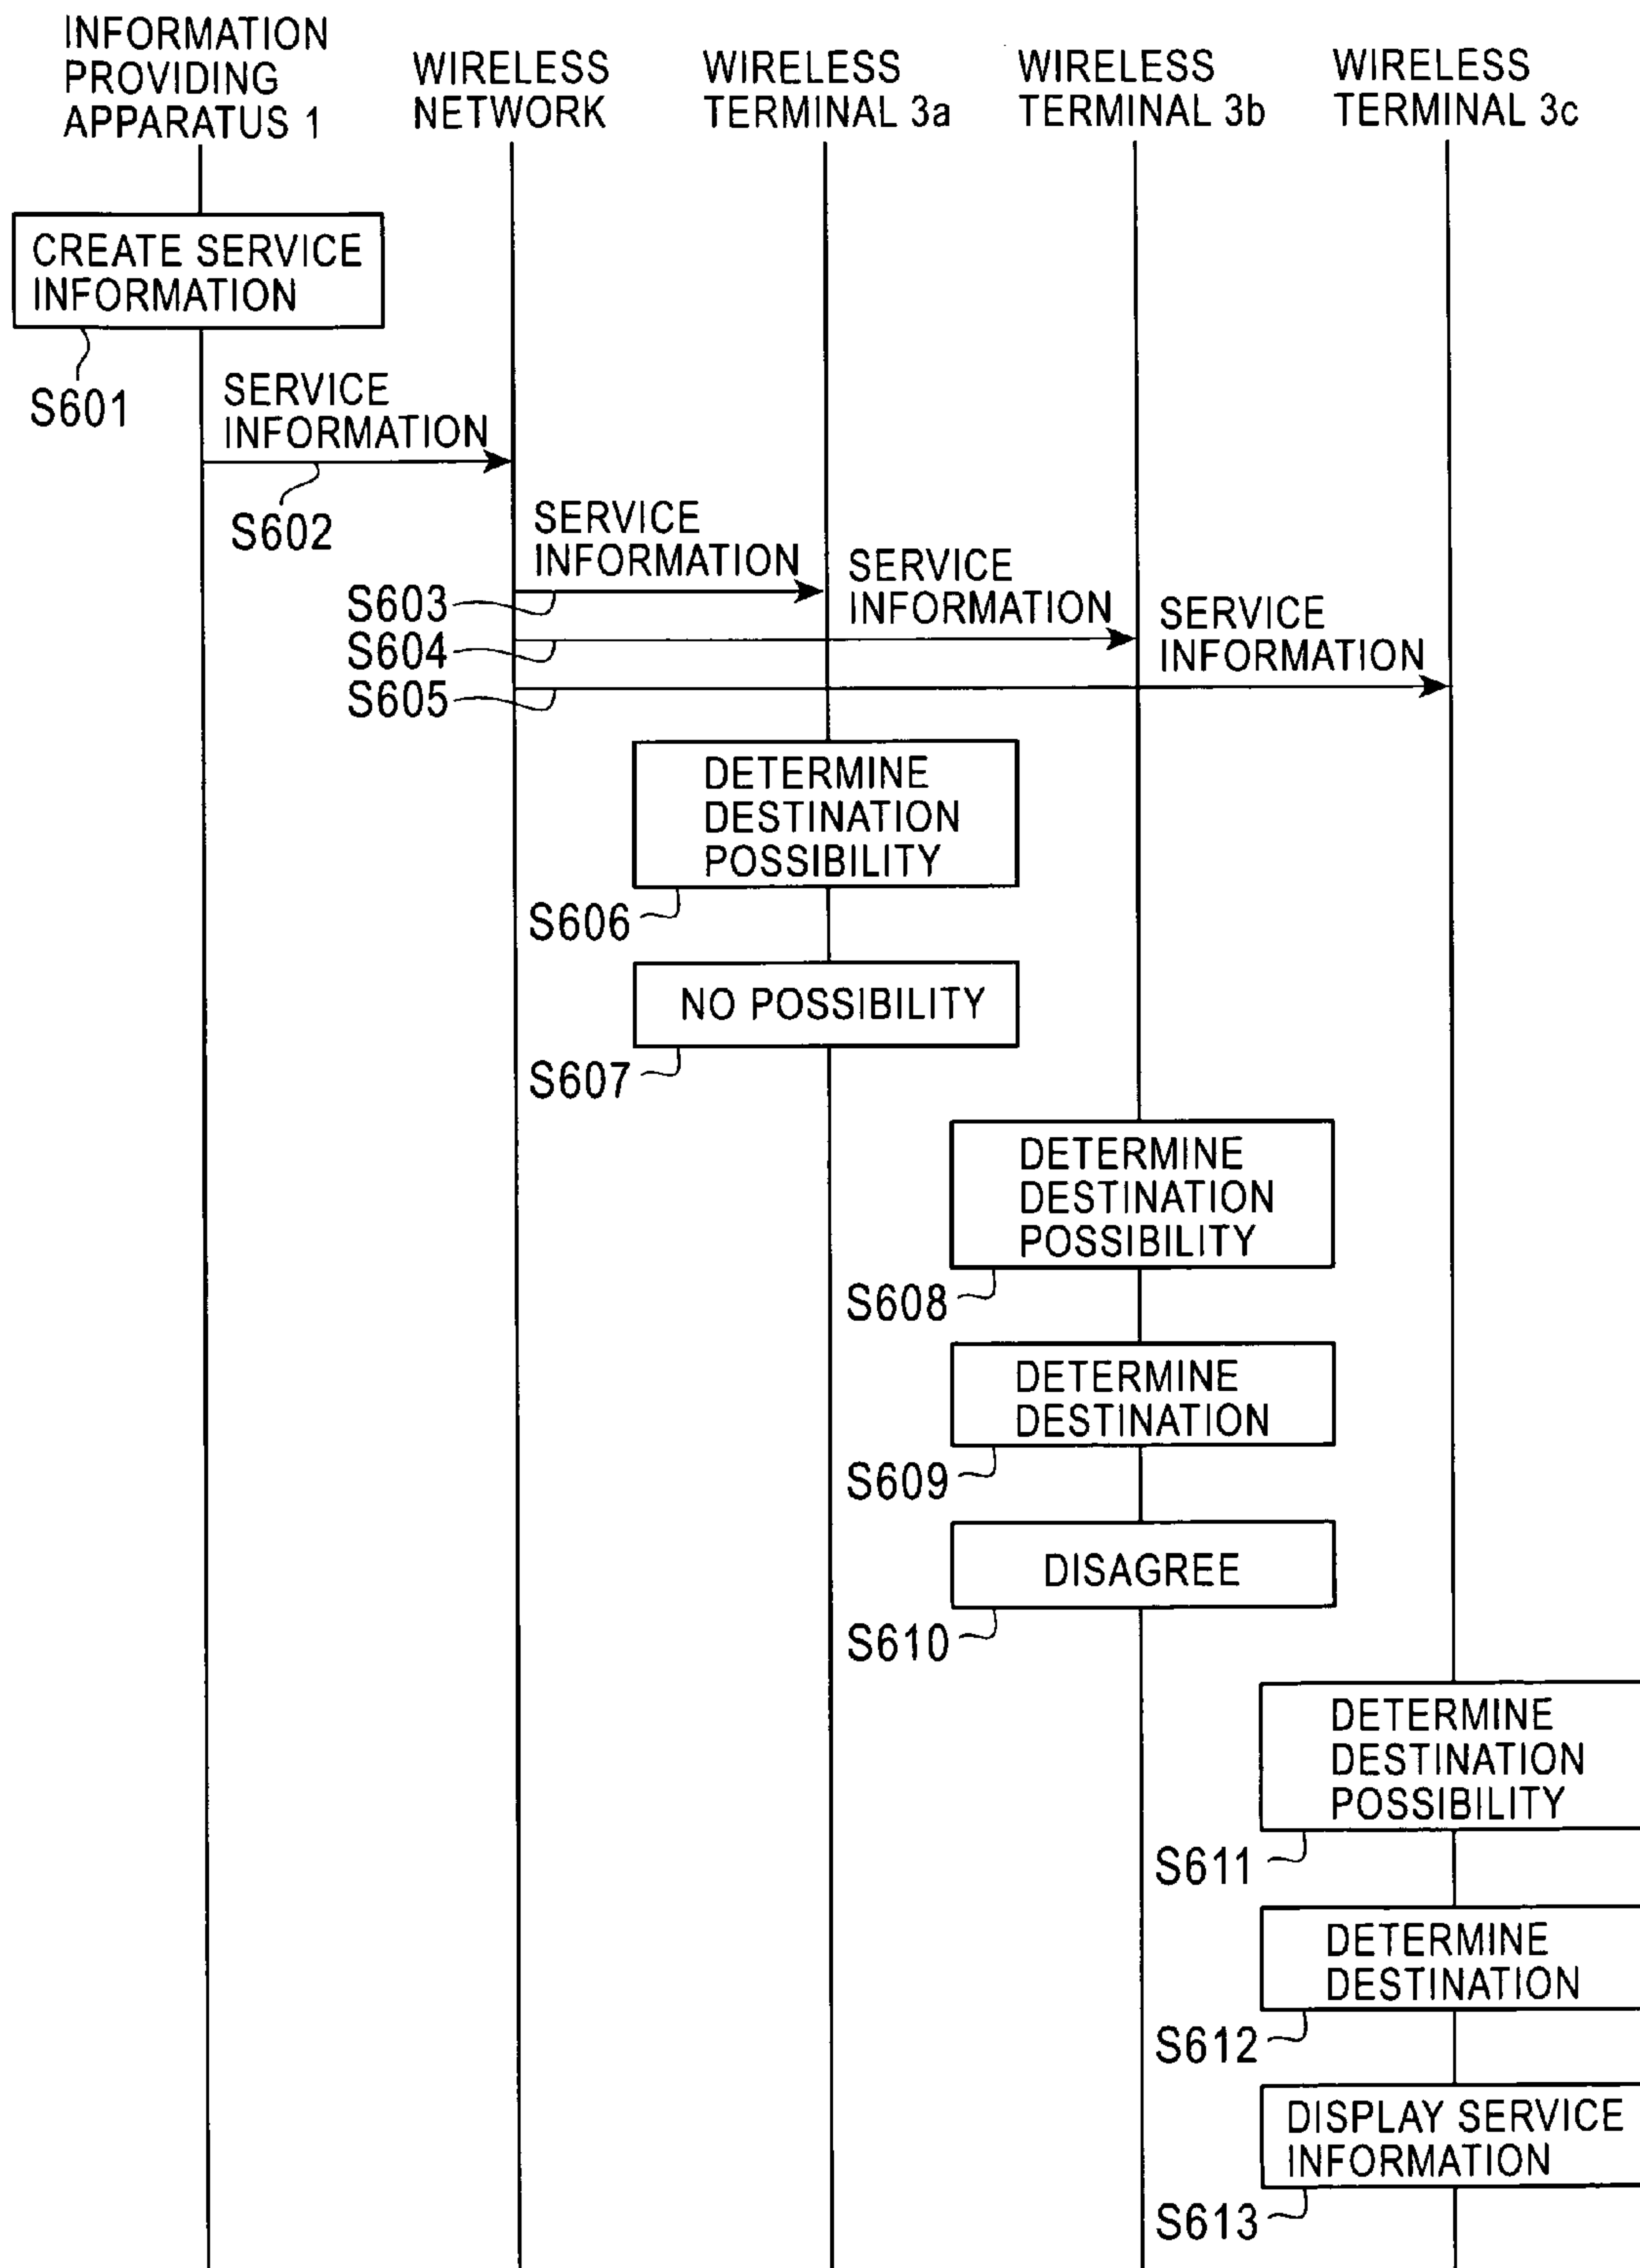 INFORMATION
PROVIDING
APPARATUS 1
WIRELESS
NETWORK
WIRELESS
TERMINAL 3a
WIRELESS
TERMINAL 3b
WIRELESS
TERMINAL 3c
CREATE SERVICE
INFORMATION
S601
SERVICE
INFORMATION
S602
SERVICE
INFORMATION
S603
SERVICE
INFORMATION
S604
SERVICE
INFORMATION
S605
DETERMINE
DESTINATION
POSSIBILITY
S606
NO POSSIBILITY
S607
DETERMINE
DESTINATION
POSSIBILITY
S608
DETERMINE
DESTINATION
S609
DISAGREE
S610
DETERMINE
DESTINATION
POSSIBILITY
S611
DETERMINE
DESTINATION
S612
DISPLAY SERVICE
INFORMATION
S613